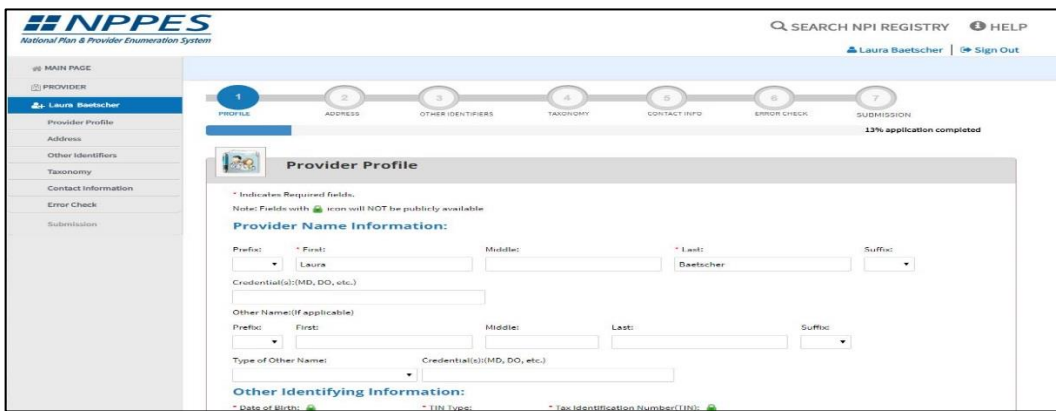 NPPES
National Plan & Provider Enumeration System
SEARCH NPI REGISTRY HELP
Laura Baetscher | Sign Out
MAIN PAGE
PROVIDER
Laura Baetscher
Provider Profile
Address
Other Identifiers
Taxonomy
Contact Information
Error Check
Submission
1 2 3 4 5 6 7
PROFILE ADDRESS OTHER IDENTIFIERS TAXONOMY CONTACT INFO ERROR CHECK SUBMISSION
13% application completed
Provider Profile
* Indicates Required fields.
Note: Fields with icon will NOT be publicly available
Provider Name Information:
Prefix: * First: Middle: * Last: Suffix:
Laura Baetscher
Credential(s):(MD, DO, etc.)
Other Name:(If applicable)
Prefix: First: Middle: Last: Suffix:
Type of Other Name: Credential(s):(MD, DO, etc.)
Other Identifying Information:
* Date of Birth: * TIN Type: * Tax Identification Number(TIN):